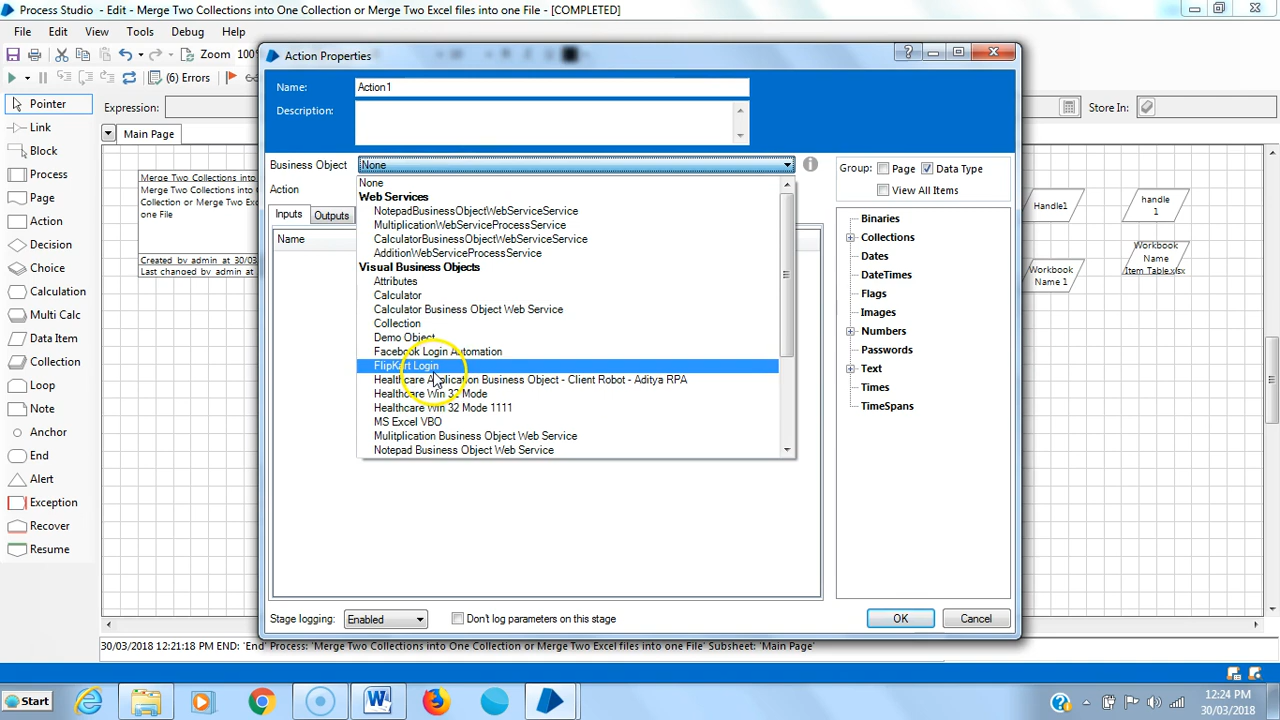 Process Studio - Edit - Merge Two Collections into One Collection or Merge Two Excel files into one File - [COMPLETED]
File Edit View Tools Debug Help
Zoom 100%
(6) Errors
Expression:
Store In:
Pointer
Link
Block
Process
Page
Action
Decision
Choice
Calculation
Multi Calc
Data Item
Collection
Loop
Note
Anchor
End
Alert
Exception
Recover
Resume
Main Page
Merge Two Collections into
Merge Two Collections into One
Collection or Merge Two Excel
one File
Created by admin at 30/03
Last changed by admin at
Action Properties
Name: Action1
Description:
Business Object None
Action
Inputs Outputs
Name
None
Web Services
NotepadBusinessObjectWebServiceService
MultiplicationWebServiceProcessService
CalculatorBusinessObjectWebServiceService
AdditionWebServiceProcessService
Visual Business Objects
Attributes
Calculator
Calculator Business Object Web Service
Collection
Demo Object
Facebook Login Automation
FlipKart Login
Healthcare Application Business Object - Client Robot - Aditya RPA
Healthcare Win 32 Mode
Healthcare Win 32 Mode 1111
MS Excel VBO
Mulitplication Business Object Web Service
Notepad Business Object Web Service
Group: Page Data Type
View All Items
Binaries
Collections
Dates
DateTimes
Flags
Images
Numbers
Passwords
Text
Times
TimeSpans
Stage logging: Enabled Don't log parameters on this stage
OK Cancel
Handle1
handle
1
Workbook
Name 1
Workbook
Name
Item Table.xlsx
30/03/2018 12:21:18 PM END: 'End' Process: 'Merge Two Collections into One Collection or Merge Two Excel files into one File' Subsheet: 'Main Page'
Start
12:24 PM
30/03/2018